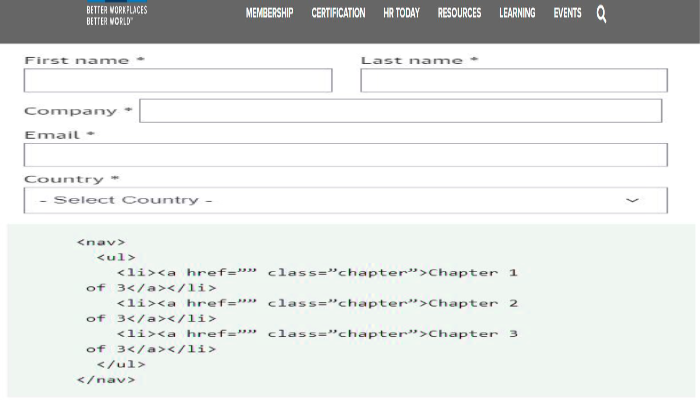 BETTER WORKPLACES
BETTER WORLD™
MEMBERSHIP CERTIFICATION HR TODAY RESOURCES LEARNING EVENTS
First name * Last name *
Company *
Email *
Country *
- Select Country -
<nav>
<ul>
<li><a href=”” class=”chapter”>Chapter 1
of 3</a></li>
<li><a href=”” class=”chapter”>Chapter 2
of 3</a></li>
<li><a href=”” class=”chapter”>Chapter 3
of 3</a></li>
</ul>
</nav>